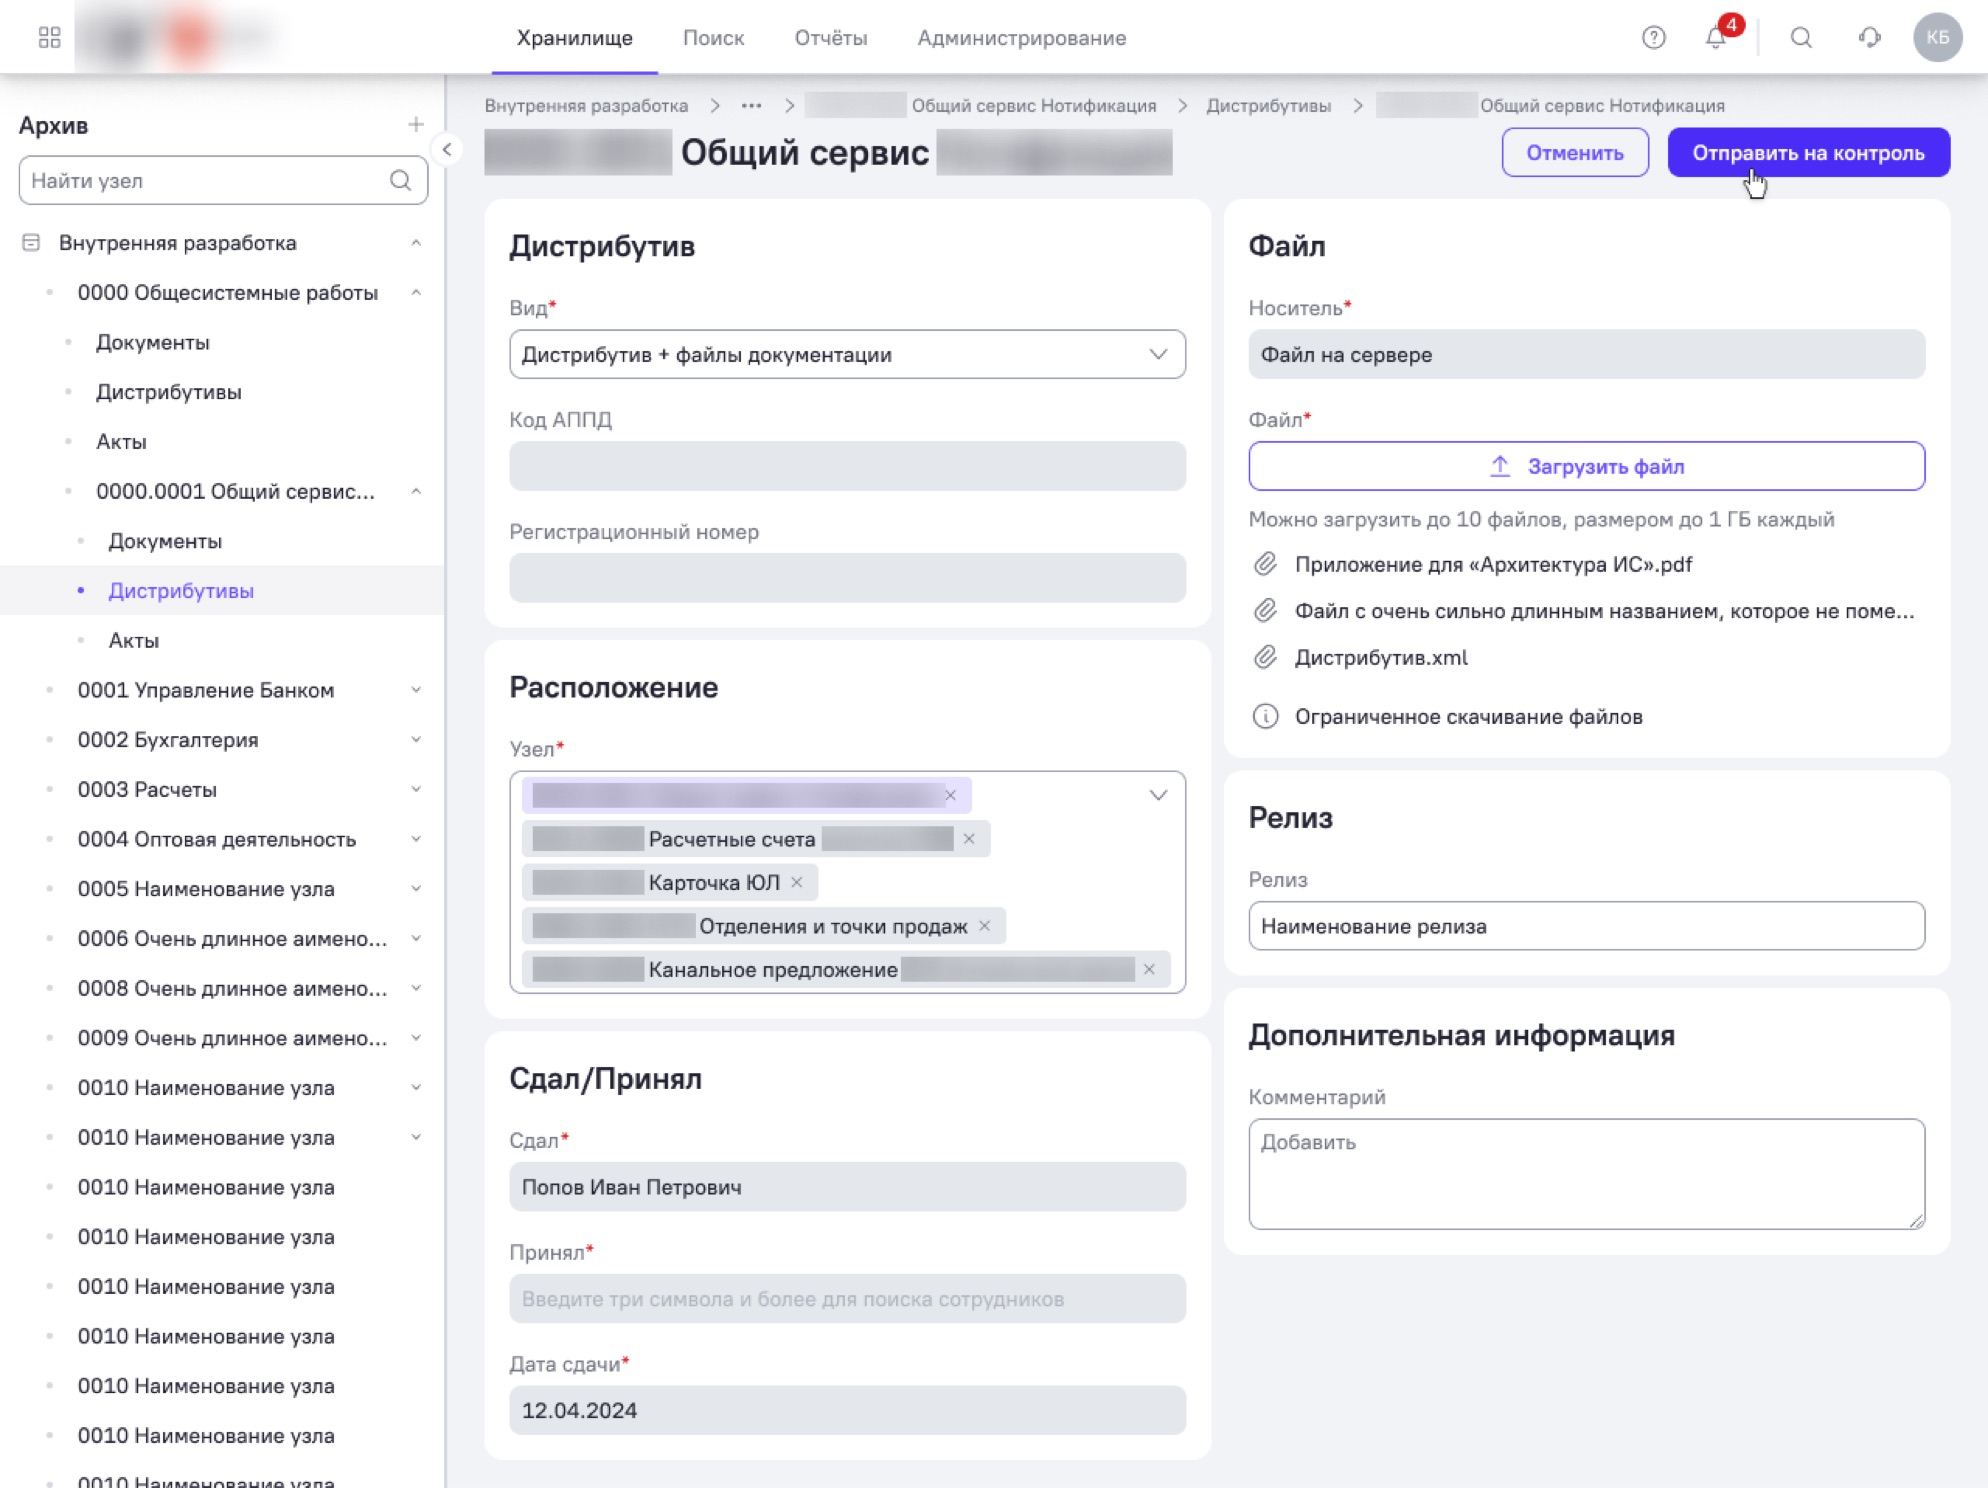 Хранилище
Поиск
Отчёты
Администрирование
4
КБ
Архив
Найти узел
Внутренняя разработка
0000 Общесистемные работы
Документы
Дистрибутивы
Акты
0000.0001 Общий сервис...
Документы
Дистрибутивы
Акты
0001 Управление Банком
0002 Бухгалтерия
0003 Расчеты
0004 Оптовая деятельность
0005 Наименование узла
0006 Очень длинное аимено...
0008 Очень длинное аимено...
0009 Очень длинное аимено...
0010 Наименование узла
0010 Наименование узла
0010 Наименование узла
0010 Наименование узла
0010 Наименование узла
0010 Наименование узла
0010 Наименование узла
0010 Наименование узла
0010 Наименование узла
Внутренняя разработка > ... > Общий сервис Нотификация > Дистрибутивы > Общий сервис Нотификация
Общий сервис
Отменить
Отправить на контроль
Дистрибутив
Вид*
Дистрибутив + файлы документации
Код АППД
Регистрационный номер
Расположение
Узел*
Расчетные счета
Карточка ЮЛ
Отделения и точки продаж
Канальное предложение
Сдал/Принял
Сдал*
Попов Иван Петрович
Принял*
Введите три символа и более для поиска сотрудников
Дата сдачи*
12.04.2024
Файл
Носитель*
Файл на сервере
Файл*
Загрузить файл
Можно загрузить до 10 файлов, размером до 1 ГБ каждый
Приложение для «Архитектура ИС».pdf
Файл с очень сильно длинным названием, которое не поме...
Дистрибутив.xml
Ограниченное скачивание файлов
Релиз
Релиз
Наименование релиза
Дополнительная информация
Комментарий
Добавить